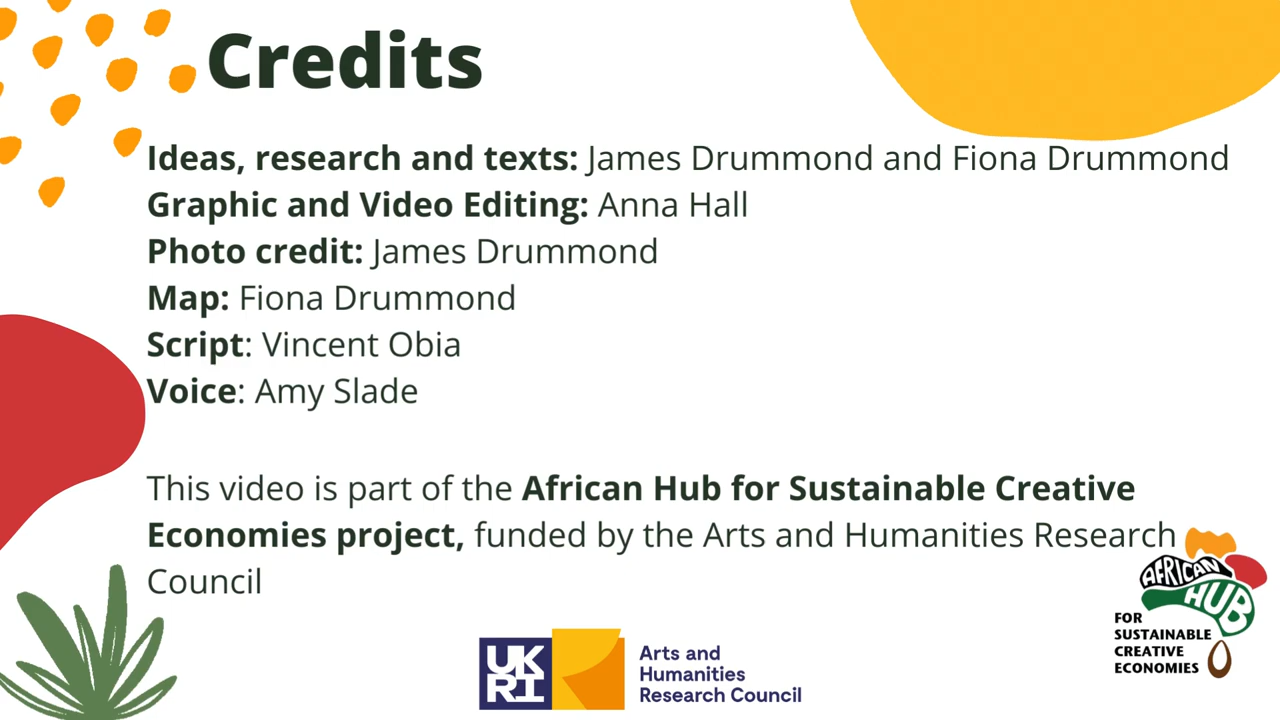 Credits
Ideas, research and texts: James Drummond and Fiona Drummond
Graphic and Video Editing: Anna Hall
Photo credit: James Drummond
Map: Fiona Drummond
Script: Vincent Obia
Voice: Amy Slade
This video is part of the African Hub for Sustainable Creative
Economies project, funded by the Arts and Humanities Research
Council
AFRICAN
HUB
FOR
SUSTAINABLE
CREATIVE
ECONOMIES
UK
RI
Arts and
Humanities
Research Council